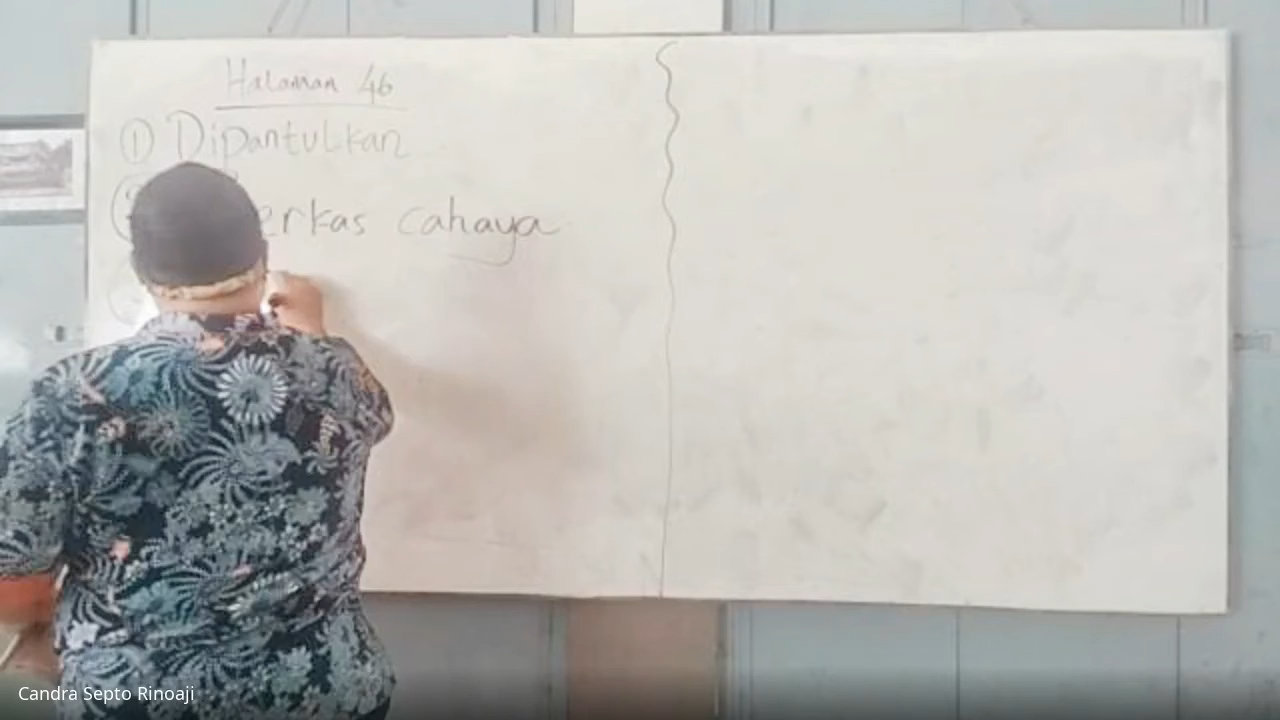 Halaman 46
① Dipantulkan
erkas cahaya
Candra Septo Rinoaji